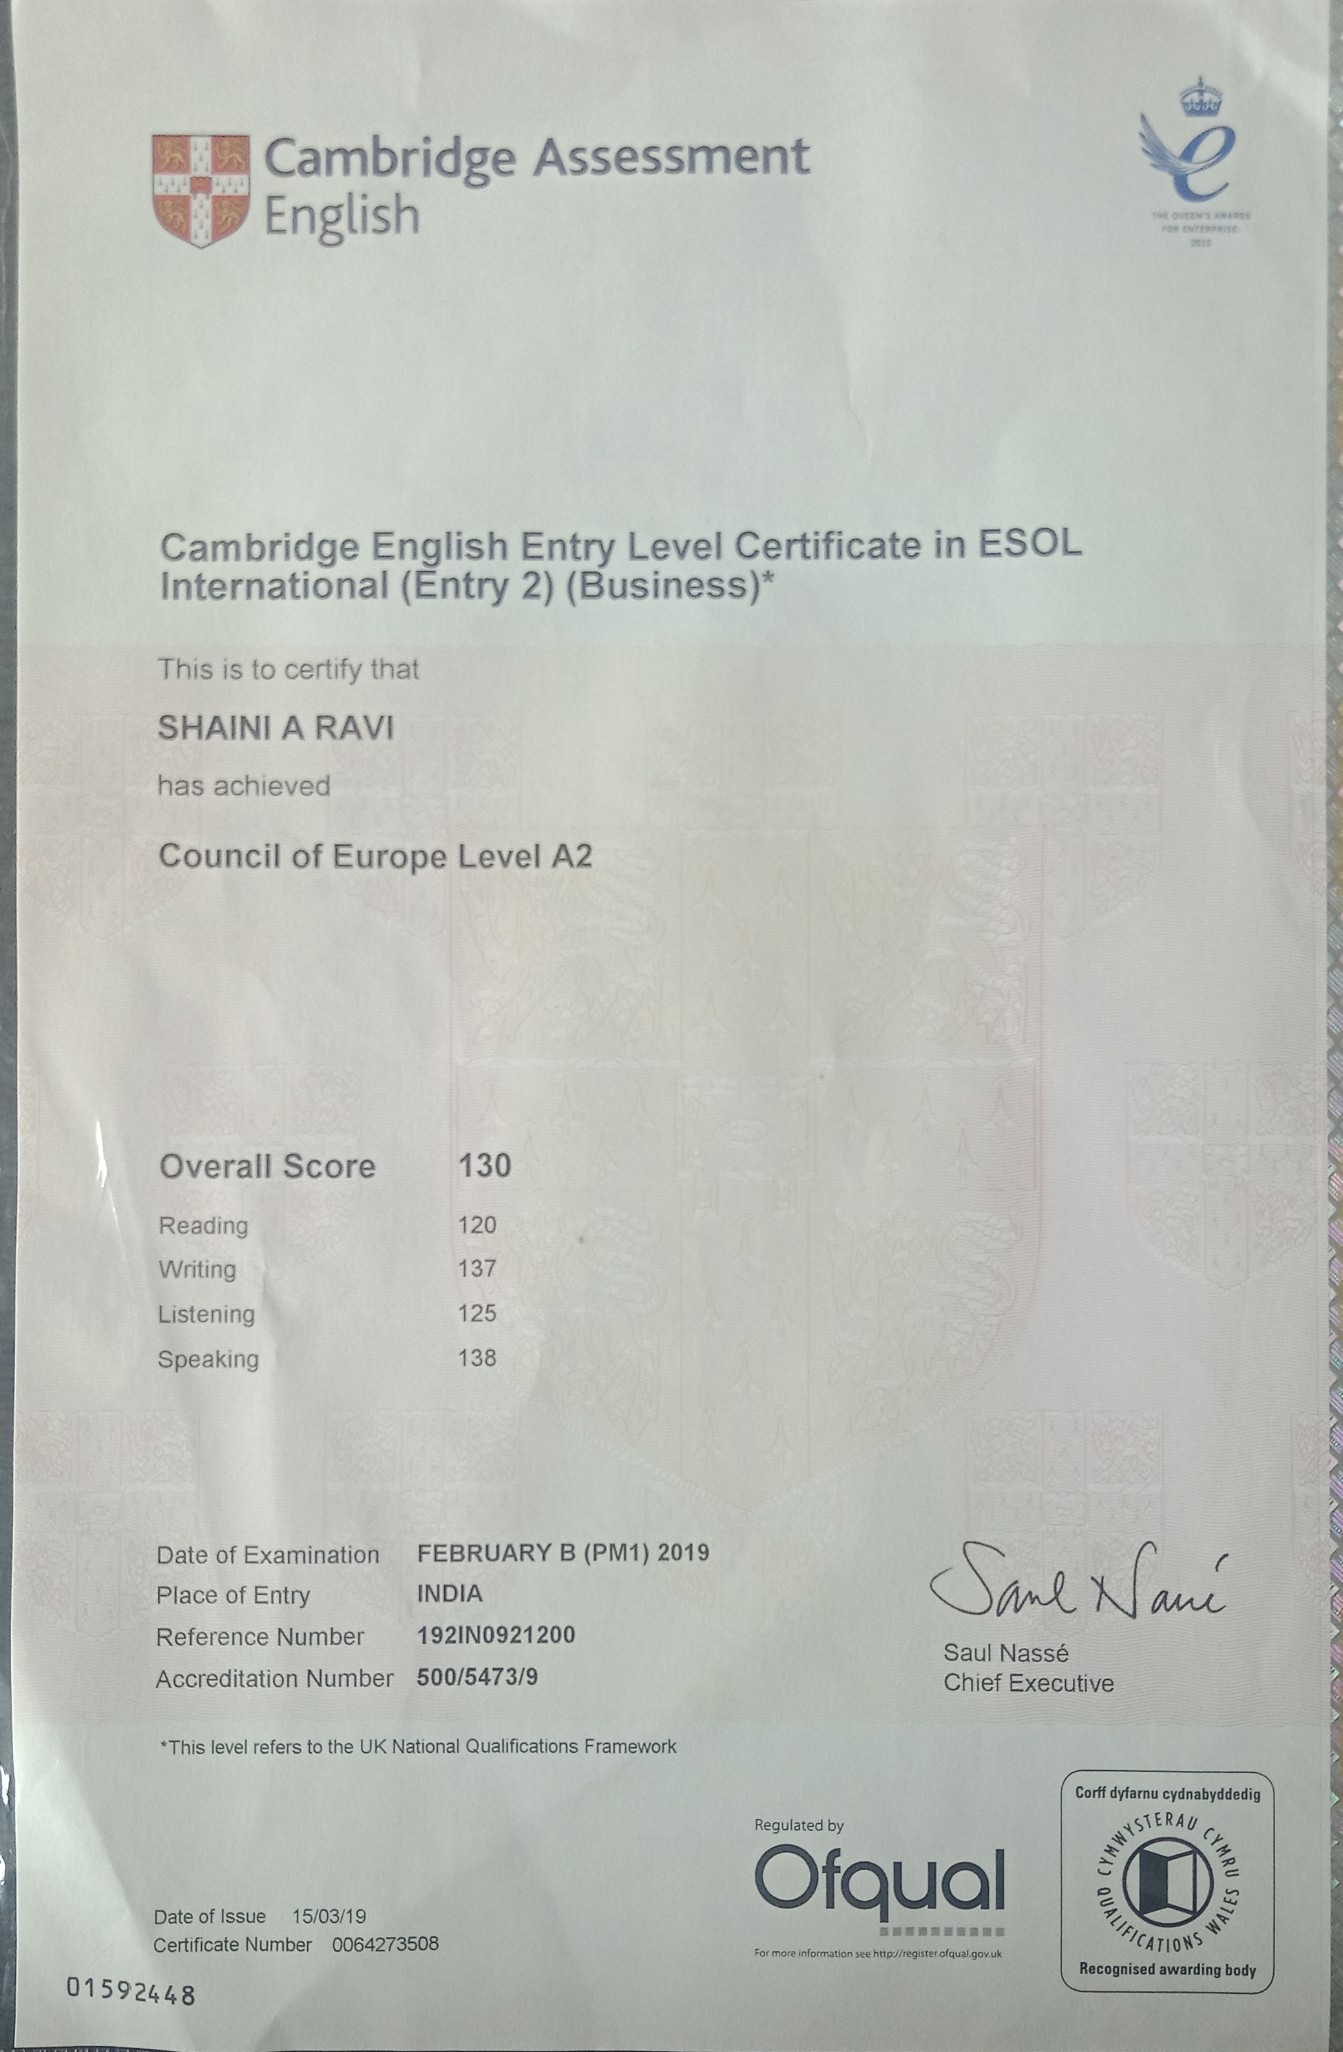 Cambridge Assessment
English
THE QUEEN'S AWARDS
FOR ENTERPRISE:
2015
Cambridge English Entry Level Certificate in ESOL
International (Entry 2) (Business)*
This is to certify that
SHAINI A RAVI
has achieved
Council of Europe Level A2
Overall Score 130
Reading 120
Writing 137
Listening 125
Speaking 138
Date of Examination FEBRUARY B (PM1) 2019
Place of Entry INDIA
Reference Number 192IN0921200
Accreditation Number 500/5473/9
Saul Nassé
Saul Nassé
Chief Executive
*This level refers to the UK National Qualifications Framework
Regulated by
Ofqual
For more information see http://register.ofqual.gov.uk
Corff dyfarnu cydnabyddedig
CYMWYSTERAU CYMRU
QUALIFICATIONS WALES
Recognised awarding body
Date of Issue 15/03/19
Certificate Number 0064273508
01592448